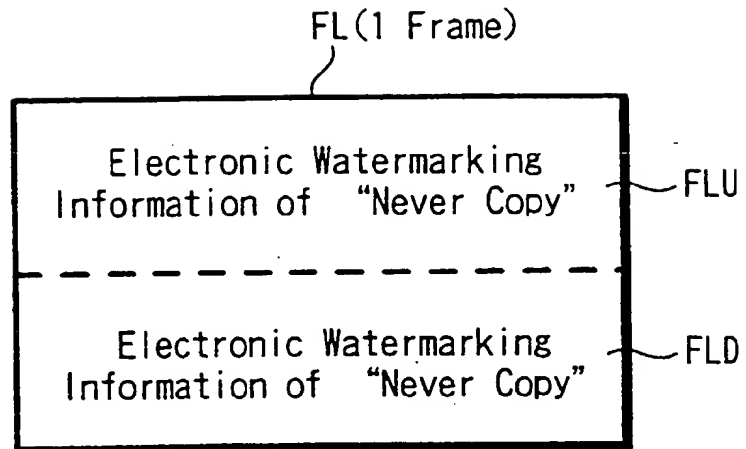 FL(1 Frame)
Electronic Watermarking
Information of “Never Copy”
FLU
Electronic Watermarking
Information of “Never Copy”
FLD